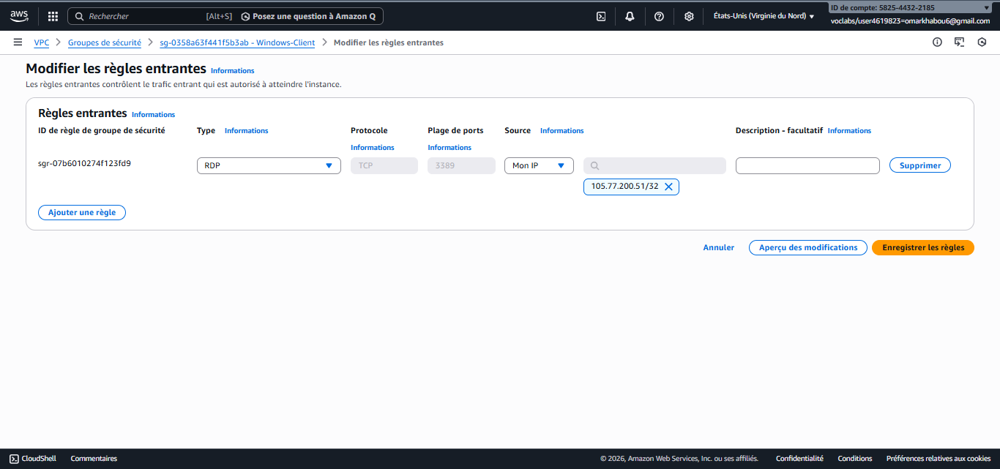 aws
Rechercher [Alt+S] Posez une question à Amazon Q
États-Unis (Virginie du Nord)
ID de compte: 5825-4432-2185
voclabs/user4619823=omarkhabou6@gmail.com
VPC Groupes de sécurité sg-0358a63f441f5b3ab - Windows-Client Modifier les règles entrantes
Modifier les règles entrantes Informations
Les règles entrantes contrôlent le trafic entrant qui est autorisé à atteindre l'instance.
Règles entrantes Informations
ID de règle de groupe de sécurité Type Informations Protocole Plage de ports Source Informations Description - facultatif Informations
Informations Informations
sgr-07b6010274f123fd9 RDP TCP 3389 Mon IP Supprimer
105.77.200.51/32
Ajouter une règle
Annuler Aperçu des modifications Enregistrer les règles
CloudShell Commentaires © 2026, Amazon Web Services, Inc. ou ses affiliés. Confidentialité Conditions Préférences relatives aux cookies